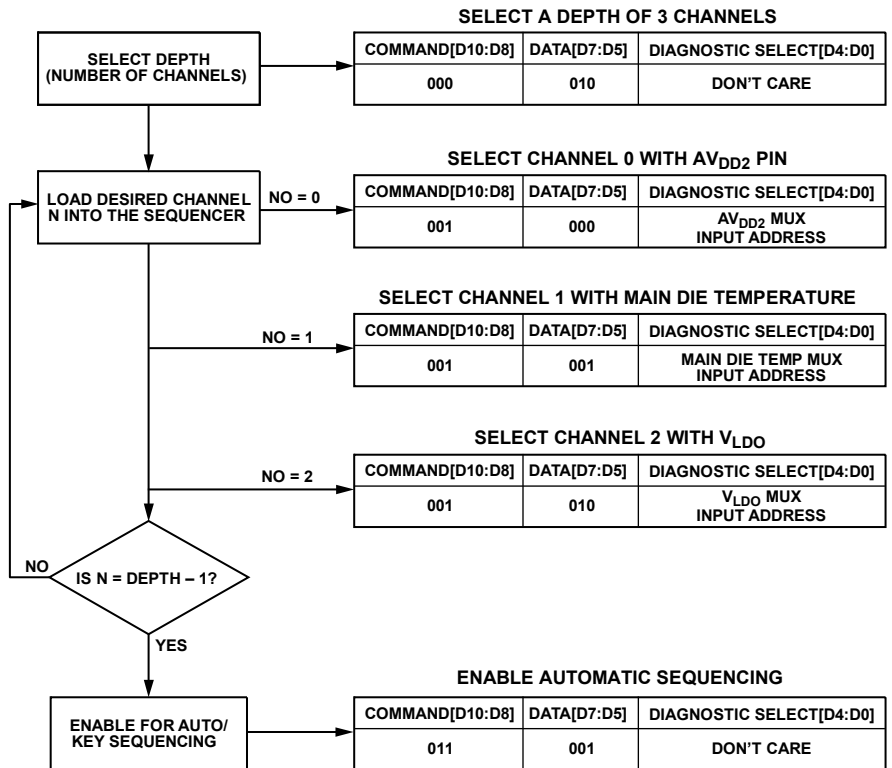 SELECT A DEPTH OF 3 CHANNELS
SELECT DEPTH
(NUMBER OF CHANNELS)
COMMAND[D10:D8] DATA[D7:D5] DIAGNOSTIC SELECT[D4:D0]
000 010 DON'T CARE
SELECT CHANNEL 0 WITH AVDD2 PIN
LOAD DESIRED CHANNEL
N INTO THE SEQUENCER
NO = 0
COMMAND[D10:D8] DATA[D7:D5] DIAGNOSTIC SELECT[D4:D0]
001 000 AVDD2 MUX
INPUT ADDRESS
SELECT CHANNEL 1 WITH MAIN DIE TEMPERATURE
NO = 1
COMMAND[D10:D8] DATA[D7:D5] DIAGNOSTIC SELECT[D4:D0]
001 001 MAIN DIE TEMP MUX
INPUT ADDRESS
SELECT CHANNEL 2 WITH VLDO
NO = 2
COMMAND[D10:D8] DATA[D7:D5] DIAGNOSTIC SELECT[D4:D0]
001 010 VLDO MUX
INPUT ADDRESS
NO
IS N = DEPTH – 1?
YES
ENABLE AUTOMATIC SEQUENCING
ENABLE FOR AUTO/
KEY SEQUENCING
COMMAND[D10:D8] DATA[D7:D5] DIAGNOSTIC SELECT[D4:D0]
011 001 DON'T CARE